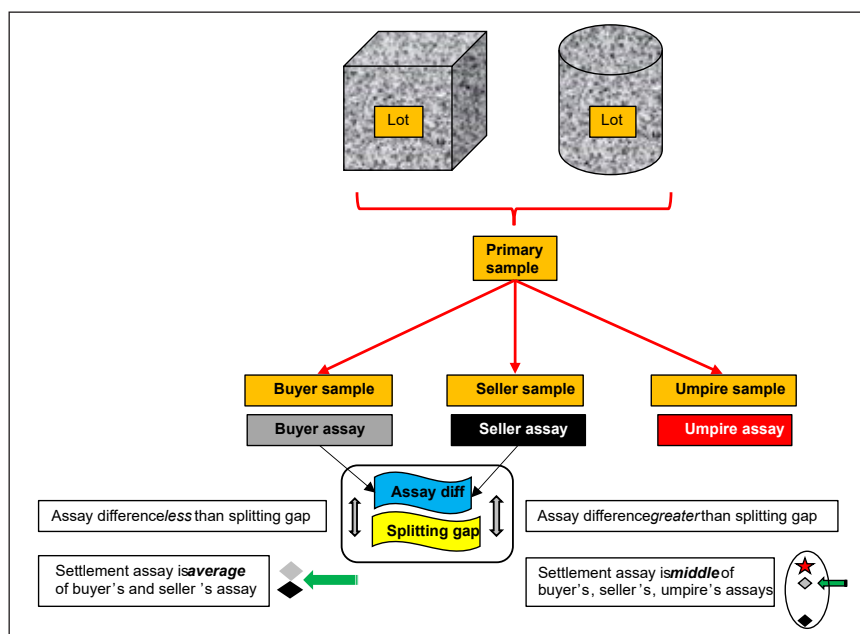 Lot
Lot
Primary
sample
Buyer sample
Seller sample
Umpire sample
Buyer assay
Seller assay
Umpire assay
Assay diff
Splitting gap
Assay differenceless than splitting gap
Assay differencegreater than splitting gap
Settlement assay isaverage
of buyer's and seller 's assay
Settlement assay ismiddle of
buyer's, seller's, umpire's assays